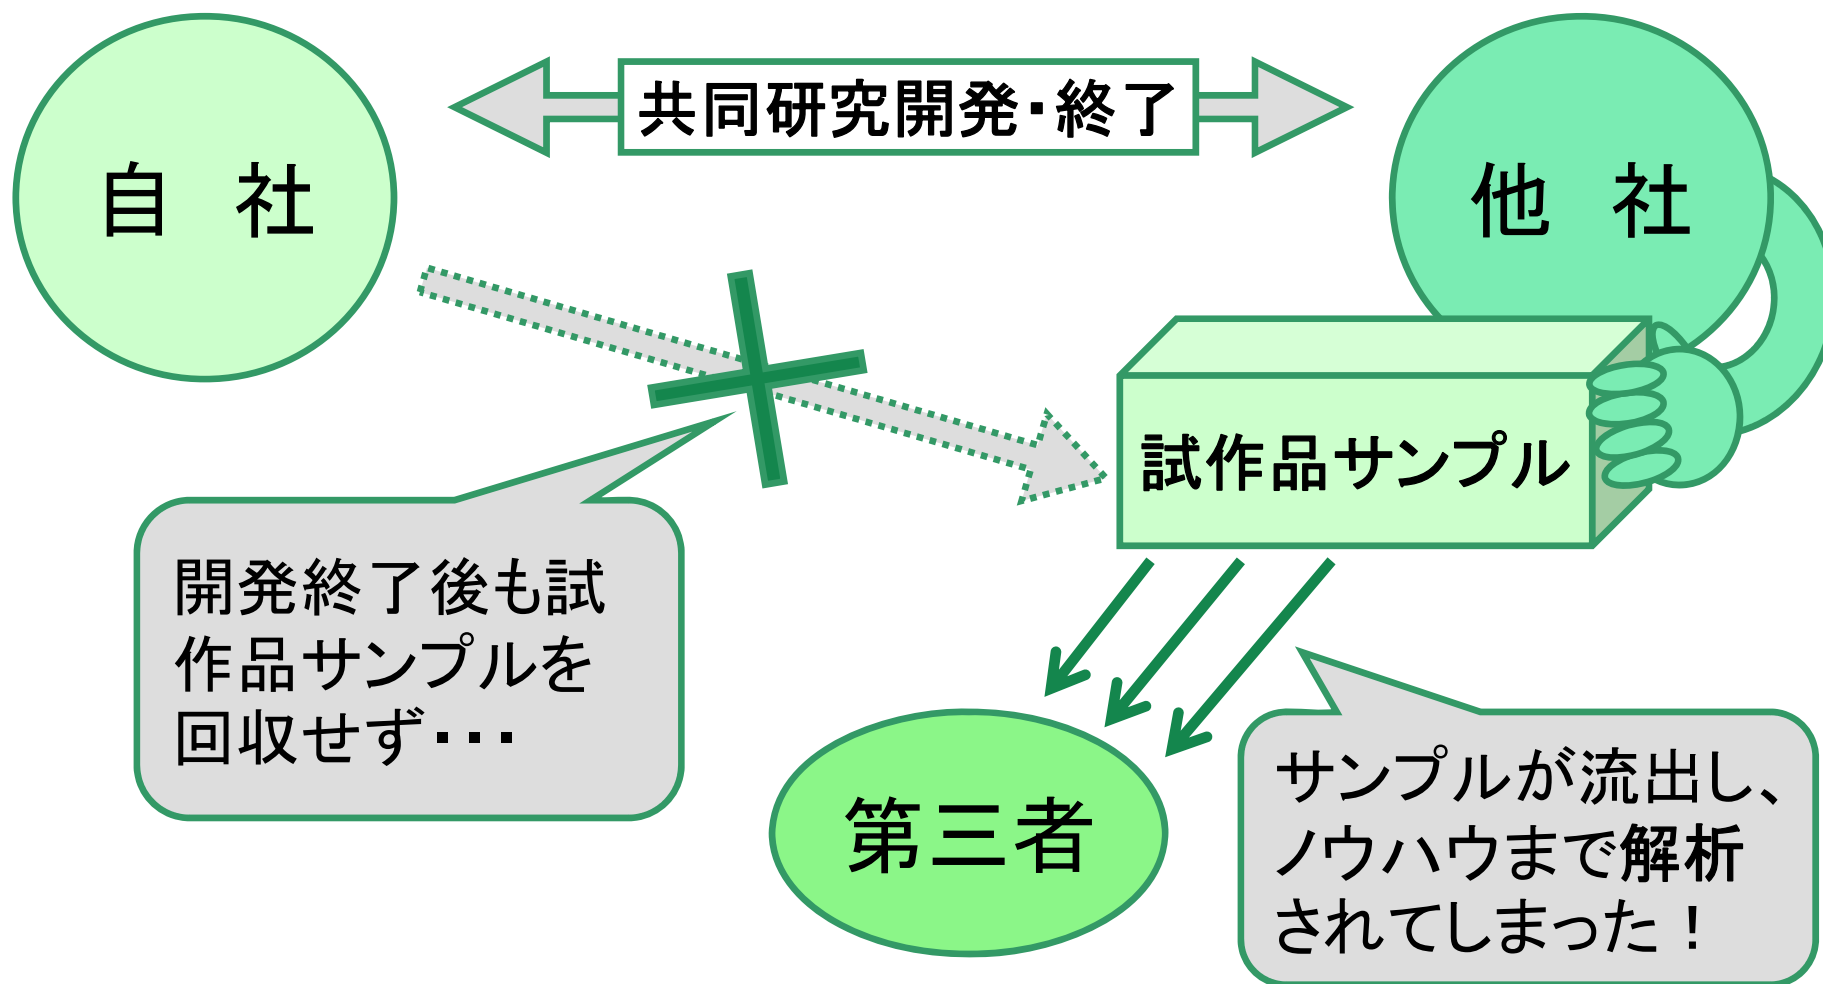 共同研究開発・終了
自　社
他　社
試作品サンプル
開発終了後も試
作品サンプルを
回収せず・・・
第三者
サンプルが流出し、
ノウハウまで解析
されてしまった！